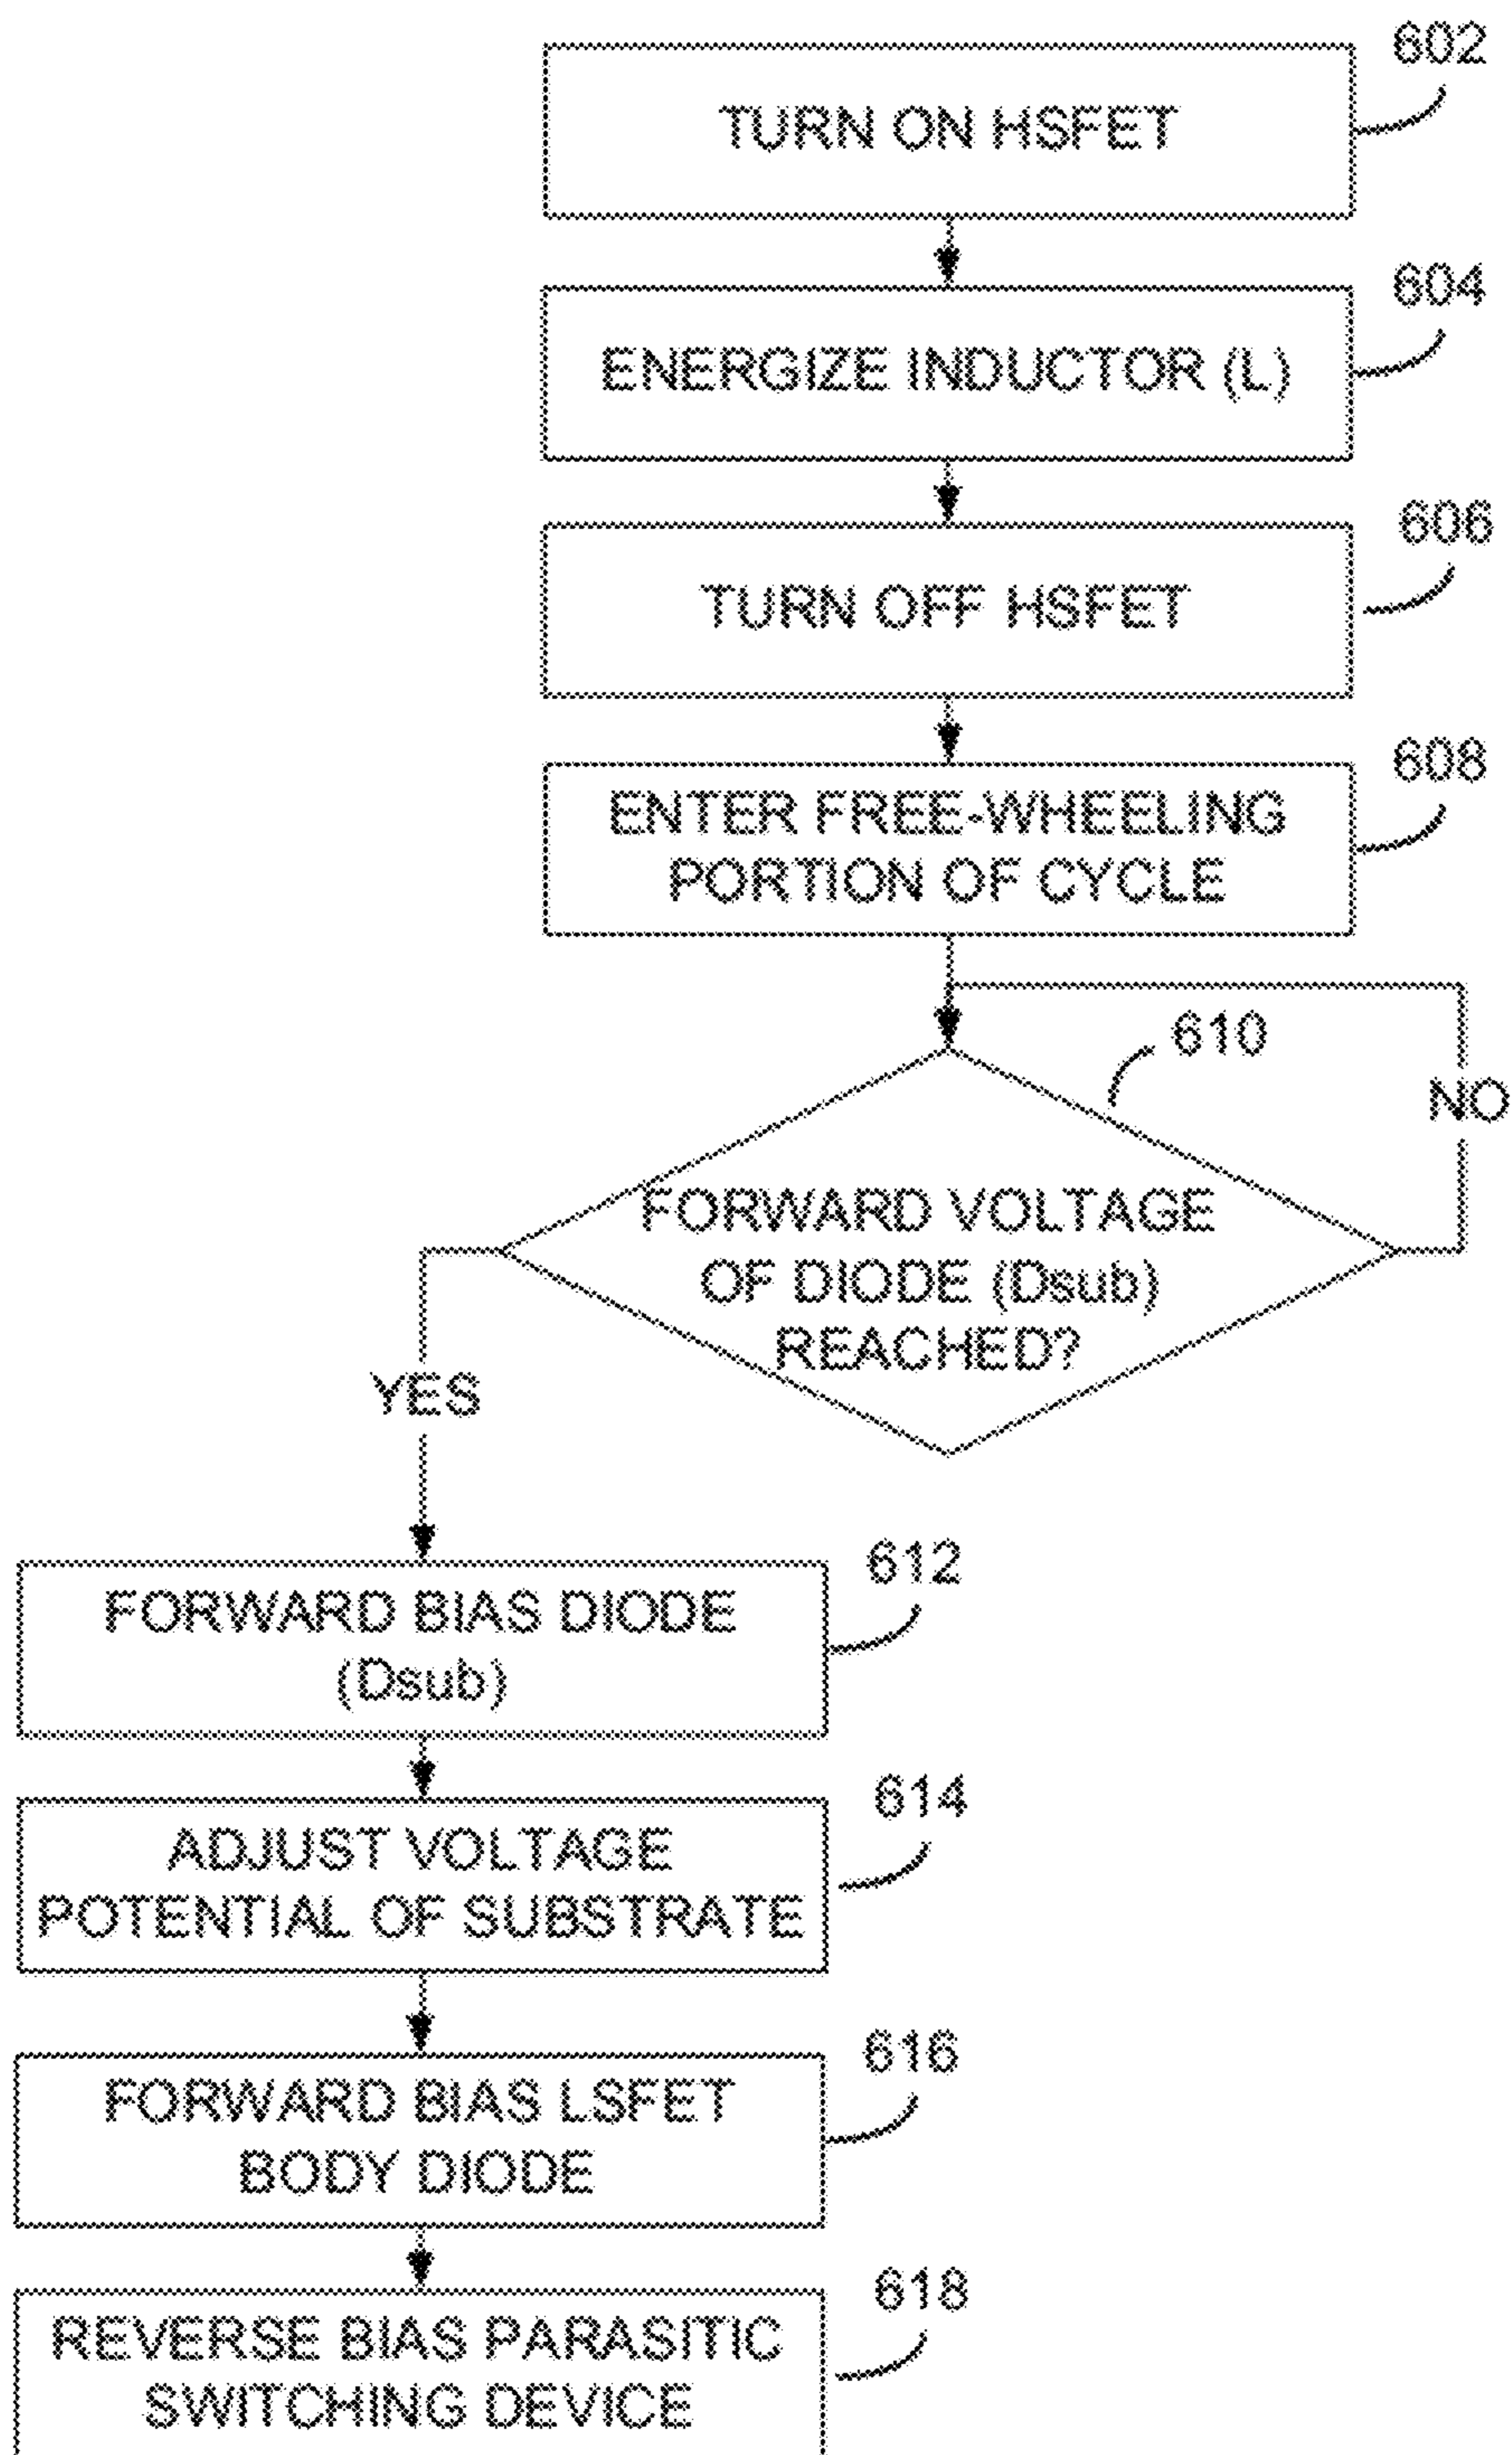 602
TURN ON HSFET
604
ENERGIZE INDUCTOR (L)
606
TURN OFF HSFET
608
ENTER FREE-WHEELING
PORTION OF CYCLE
610
NO
FORWARD VOLTAGE
OF DIODE (Dsub)
REACHED?
YES
612
FORWARD BIAS DIODE
(Dsub)
614
ADJUST VOLTAGE
POTENTIAL OF SUBSTRATE
616
FORWARD BIAS LSFET
BODY DIODE
618
REVERSE BIAS PARASITIC
SWITCHING DEVICE